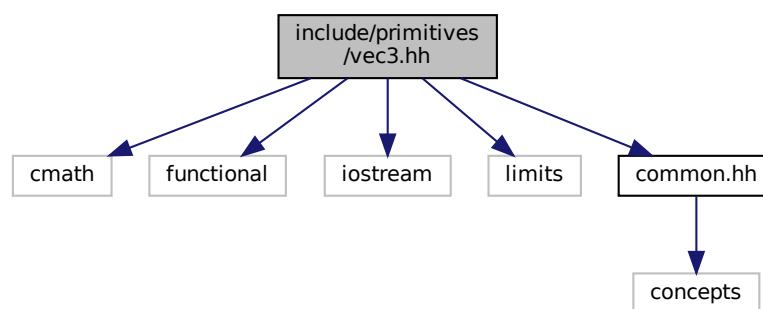 include/primitives
/vec3.hh
cmath
functional
iostream
limits
common.hh
concepts